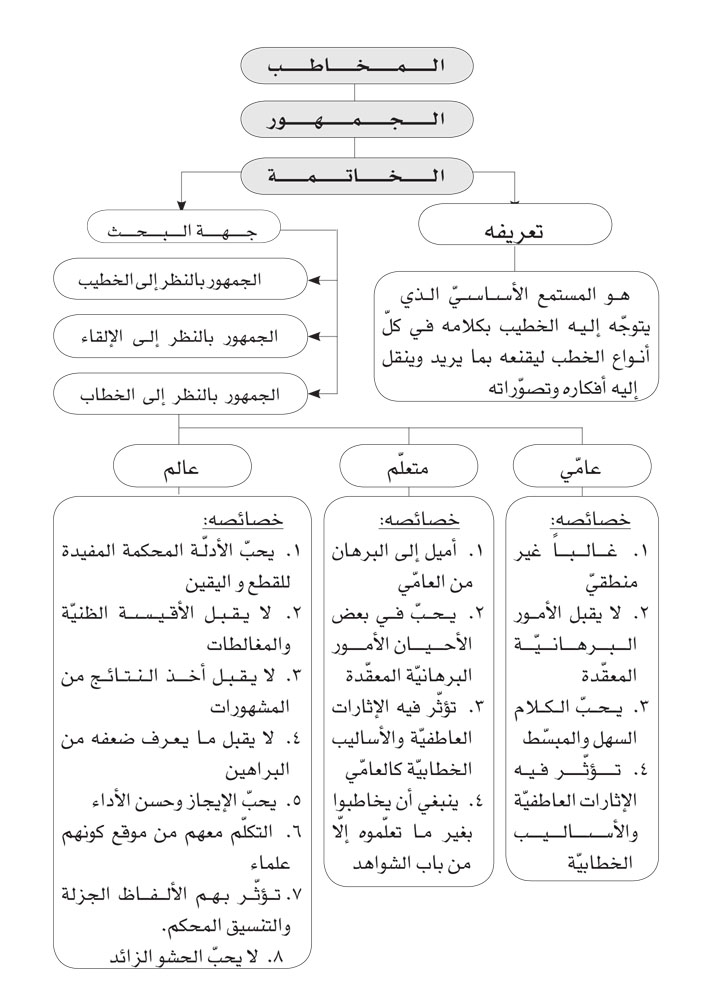 المخاطب
الجمهور
الخاتمة
تعريفه
هو المستمع الأساسيّ الذي
يتوجّه إليه الخطيب بكلامه في كلّ
أنواع الخطب ليقنعه بما يريد وينقل
إليه أفكاره وتصوّراته
جهة البحث
الجمهور بالنظر إلى الخطيب
الجمهور بالنظر إلى الإلقاء
الجمهور بالنظر إلى الخطاب
عامّي
خصائصه:
١. غالباً غير
منطقيّ
٢. لا يقبل الأمور
البرهانيّة
المعقّدة
٣. يحبّ الكلام
السهل والمبسّط
٤. تؤثّر فيه
الإثارات العاطفيّة
والأساليب
الخطابيّة
متعلّم
خصائصه:
١. أميل إلى البرهان
من العامّي
٢. يحبّ في بعض
الأحيان الأمور
البرهانيّة المعقّدة
٣. تؤثّر فيه الإثارات
العاطفيّة والأساليب
الخطابيّة كالعامّي
٤. ينبغي أن يخاطبوا
بغير ما تعلّموه إلّا
من باب الشواهد
عالم
خصائصه:
١. يحبّ الأدلّة المحكمة المفيدة
للقطع و اليقين
٢. لا يقبل الأقيسة الظنيّة
والمغالطات
٣. لا يقبل أخذ النتائج من
المشهورات
٤. لا يقبل ما يعرف ضعفه من
البراهين
٥. يحبّ الإيجاز وحسن الأداء
٦. التكلّم معهم من موقع كونهم
علماء
٧. تؤثّر بهم الألفاظ الجزلة
والتنسيق المحكم.
٨. لا يحبّ الحشو الزائد